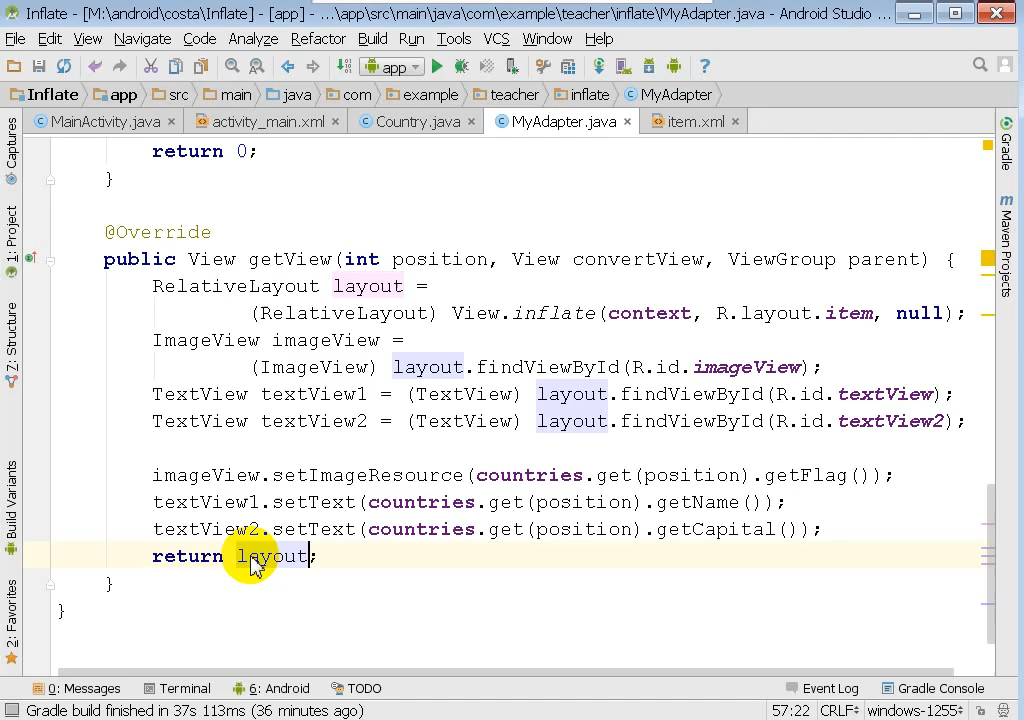 Inflate - [M:\android\costa\Inflate] - [app] - ...\app\src\main\java\com\example\teacher\inflate\MyAdapter.java - Android Studio ...
File Edit View Navigate Code Analyze Refactor Build Run Tools VCS Window Help
app
Inflate app src main java com example teacher inflate MyAdapter
MainActivity.java activity_main.xml Country.java MyAdapter.java item.xml
Captures
1: Project
7: Structure
Build Variants
2: Favorites
return 0;
}
@Override
public View getView(int position, View convertView, ViewGroup parent) {
RelativeLayout layout =
(RelativeLayout) View.inflate(context, R.layout.item, null);
ImageView imageView =
(ImageView) layout.findViewById(R.id.imageView);
TextView textView1 = (TextView) layout.findViewById(R.id.textView);
TextView textView2 = (TextView) layout.findViewById(R.id.textView2);
imageView.setImageResource(countries.get(position).getFlag());
textView1.setText(countries.get(position).getName());
textView2.setText(countries.get(position).getCapital());
return layout;
}
}
Gradle
Maven Projects
0: Messages Terminal 6: Android TODO Event Log Gradle Console
Gradle build finished in 37s 113ms (36 minutes ago) 57:22 CRLF windows-1255